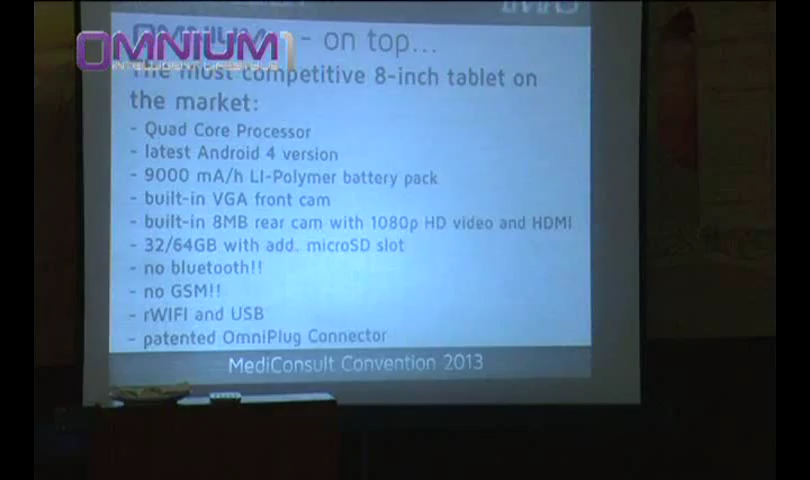 OMNIUM1
INTELLIGENT LIFESTYLE
- on top...
The most competitive 8-inch tablet on
the market:
- Quad Core Processor
- latest Android 4 version
- 9000 mA/h LI-Polymer battery pack
- built-in VGA front cam
- built-in 8MB rear cam with 1080p HD video and HDMI
- 32/64GB with add. microSD slot
- no bluetooth!!
- no GSM!!
- rWIFI and USB
- patented OmniPlug Connector
MediConsult Convention 2013